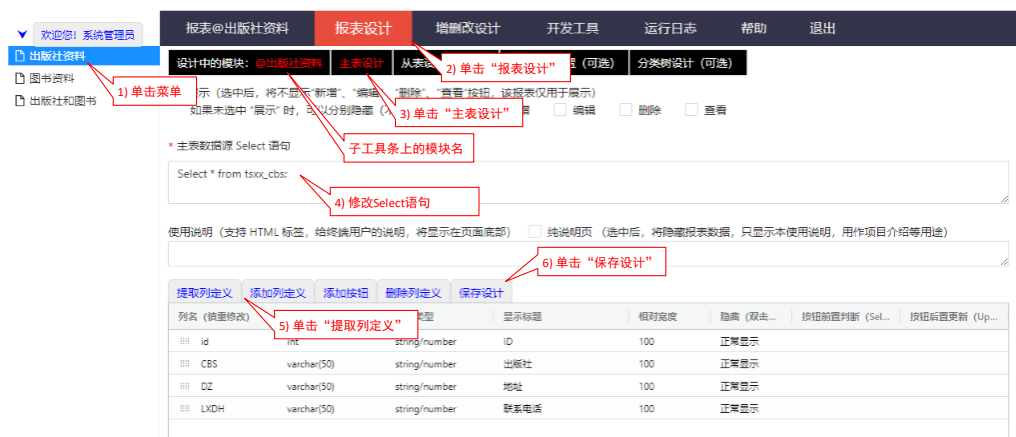 欢迎您! 系统管理员
报表@出版社资料 报表设计 增删改设计 开发工具 运行日志 帮助 退出
出版社资料
图书资料
出版社和图书
设计中的模块: @出版社资料 主表设计 从表设 (可选) 分类树设计 (可选)
2) 单击“报表设计”
1) 单击菜单
示 (选中后, 将不显示“新增”、“编辑”、“删除”、“查看”按钮, 该报表仅用于展示)
如果未选中 “展示” 时, 可以分别隐藏 ( 编辑 删除 查看
3) 单击“主表设计”
* 主表数据源 Select 语句
子工具条上的模块名
Select * from tsxx_cbs;
4) 修改Select语句
使用说明 (支持 HTML 标签, 给终端用户的说明, 将显示在页面底部) 纯说明页 (选中后, 将隐藏报表数据, 只显示本使用说明, 用作项目介绍等用途)
6) 单击“保存设计”
提取列定义 添加列定义 添加按钮 删除列定义 保存设计
列名 (慎重修改) 类型 显示标题 相对宽度 隐藏 (双击... 按钮前置判断 (Sel... 按钮后置更新 (Up...
5) 单击“提取列定义”
id int string/number ID 100 正常显示
CBS varchar(50) string/number 出版社 100 正常显示
DZ varchar(50) string/number 地址 100 正常显示
LXDH varchar(50) string/number 联系电话 100 正常显示